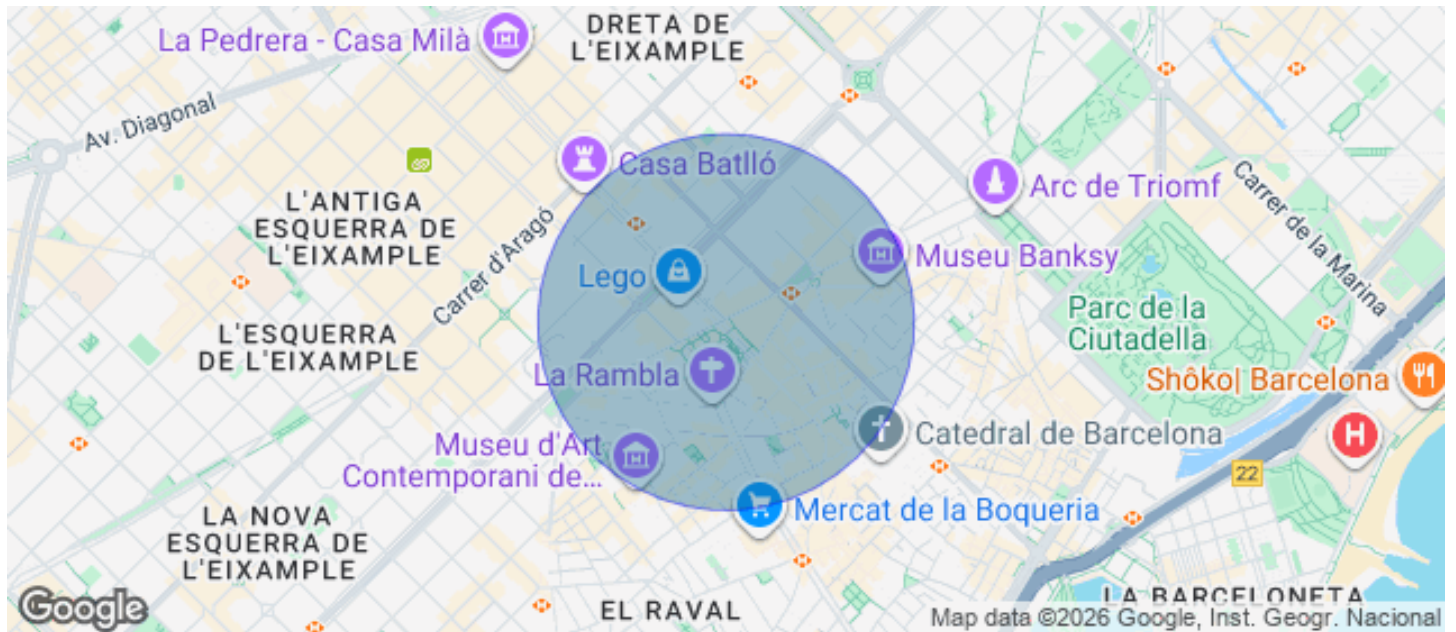 DRETA DE
L'EIXAMPLE
La Pedrera - Casa Milà
Av. Diagonal
Casa Batlló
Arc de Triomf
Carrer de la Marina
L'ANTIGA
ESQUERRA DE
L'EIXAMPLE
Carrer d'Aragó
Lego
Museu Banksy
Parc de la
Ciutadella
L'ESQUERRA
DE L'EIXAMPLE
La Rambla
Shôko| Barcelona
Museu d'Art
Contemporani de...
Catedral de Barcelona
H
22
Mercat de la Boqueria
LA NOVA
ESQUERRA DE
L'EIXAMPLE
EL RAVAL
LA BARCELONETA
Google
Map data ©2026 Google, Inst. Geogr. Nacional